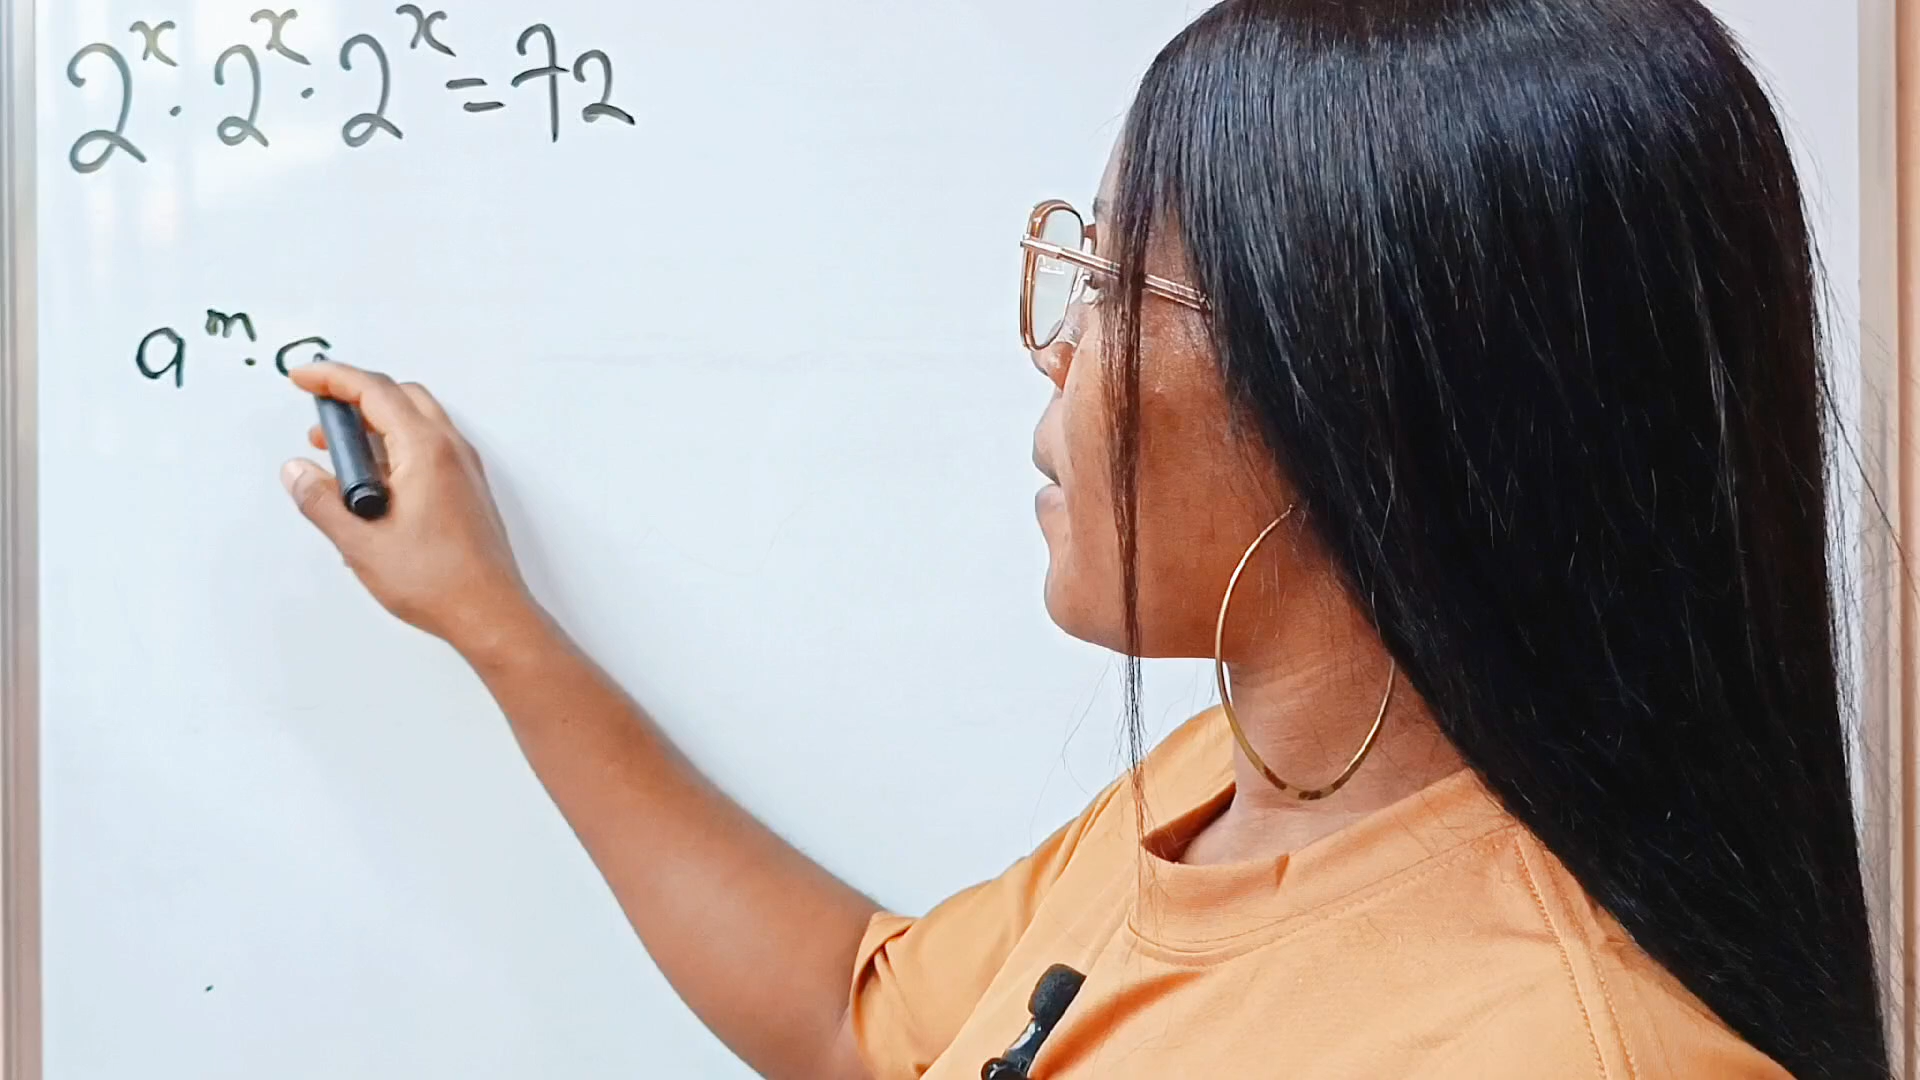 2^x · 2^x · 2^x = 72
a^m · a